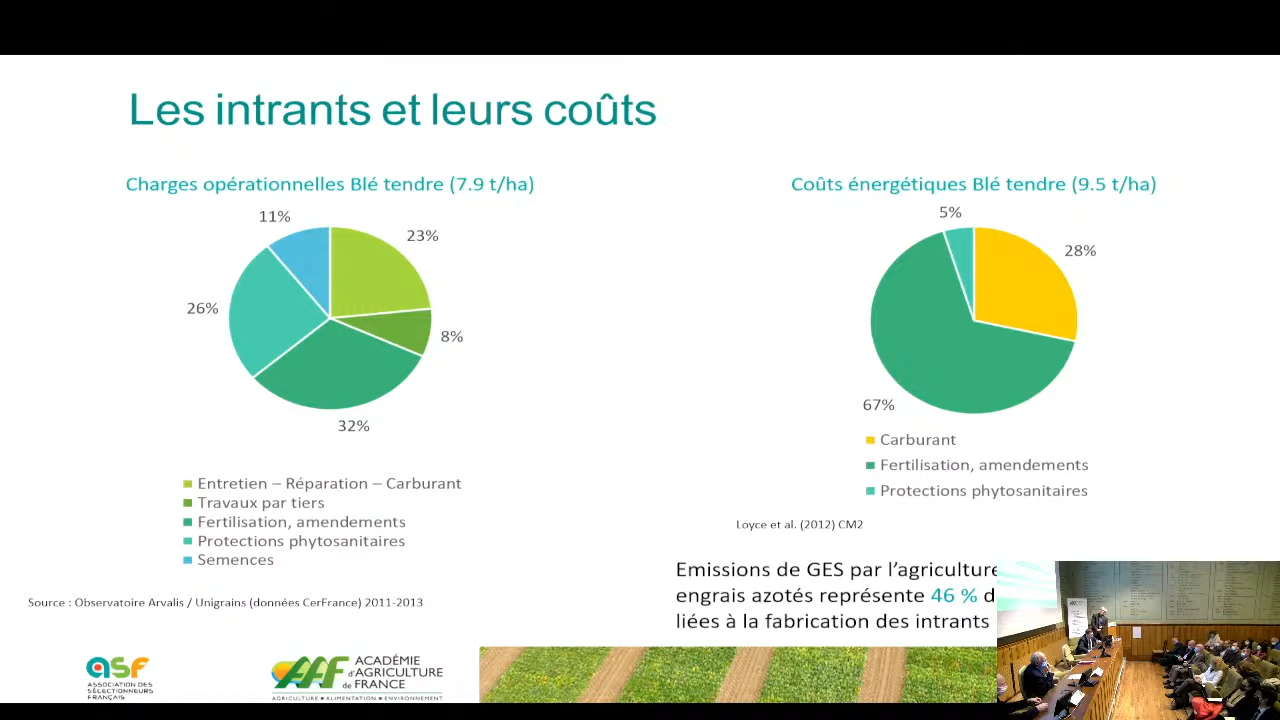 Les intrants et leurs coûts
Charges opérationnelles Blé tendre (7.9 t/ha)
11%
23%
26%
8%
32%
Entretien – Réparation – Carburant
Travaux par tiers
Fertilisation, amendements
Protections phytosanitaires
Semences
Source : Observatoire Arvalis / Unigrains (données CerFrance) 2011-2013
Coûts énergétiques Blé tendre (9.5 t/ha)
5%
28%
67%
Carburant
Fertilisation, amendements
Protections phytosanitaires
Loyce et al. (2012) CM2
Emissions de GES par l’agriculture
engrais azotés représente 46 % d
liées à la fabrication des intrants
asf
ASSOCIATION DES
SÉLECTIONNEURS
FRANÇAIS
AAF
ACADÉMIE
d'AGRICULTURE
de FRANCE
AGRICULTURE ■ ALIMENTATION ■ ENVIRONNEMENT